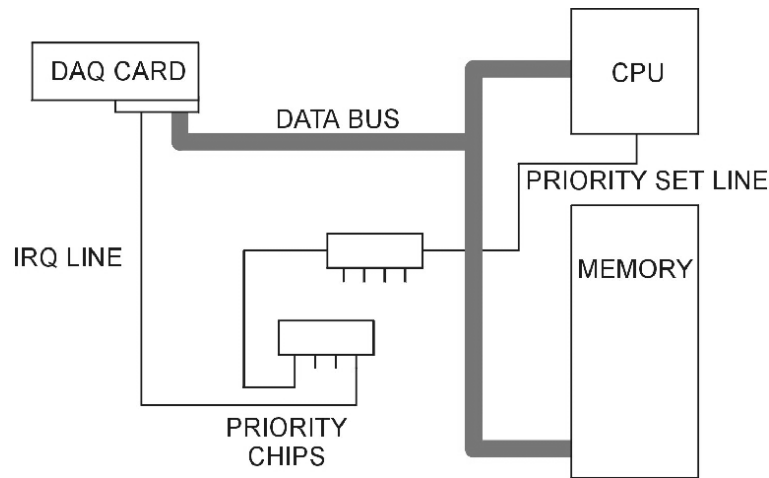 DAQ CARD
CPU
DATA BUS
PRIORITY SET LINE
IRQ LINE
MEMORY
PRIORITY
CHIPS